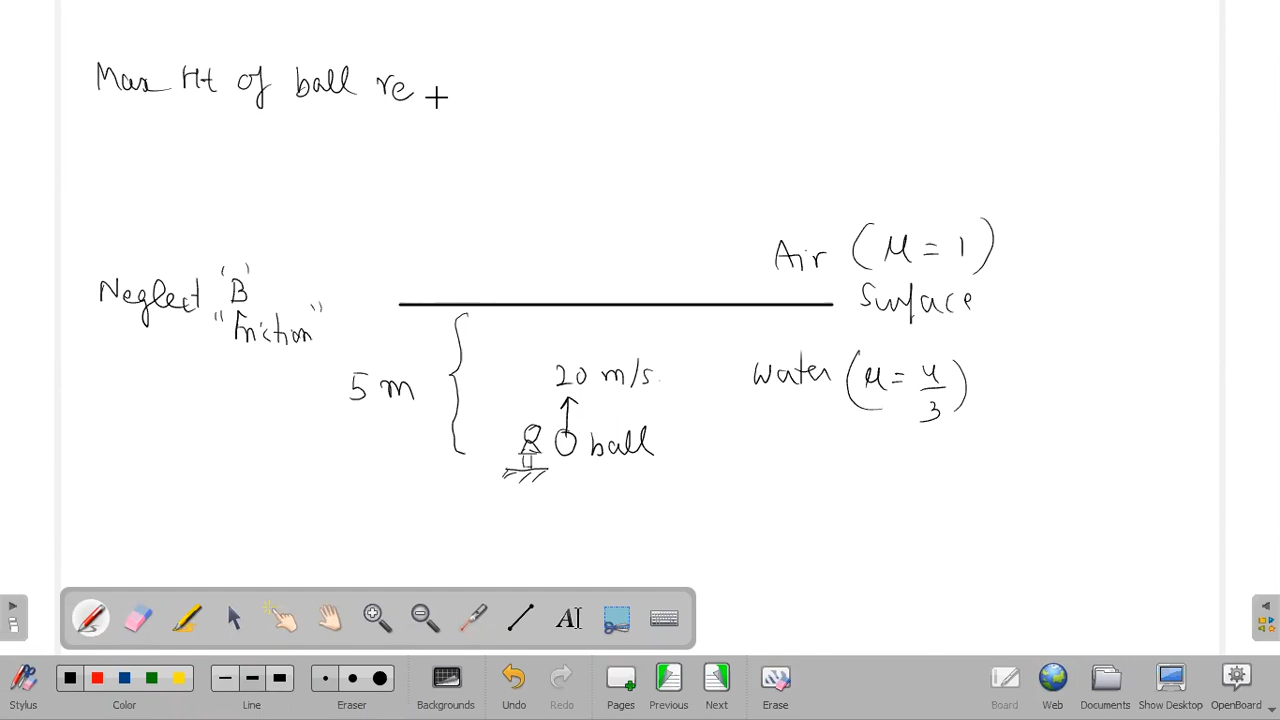 Max Ht of ball re
Air (μ = 1)
Surface
Neglect 'B'
"Friction"
5 m
20 m/s.
ball
water (μ = 4/3)
Stylus
Color
Line
Eraser
Backgrounds
Undo
Redo
Pages
Previous
Next
Erase
Board
Web
Documents
Show Desktop
OpenBoard